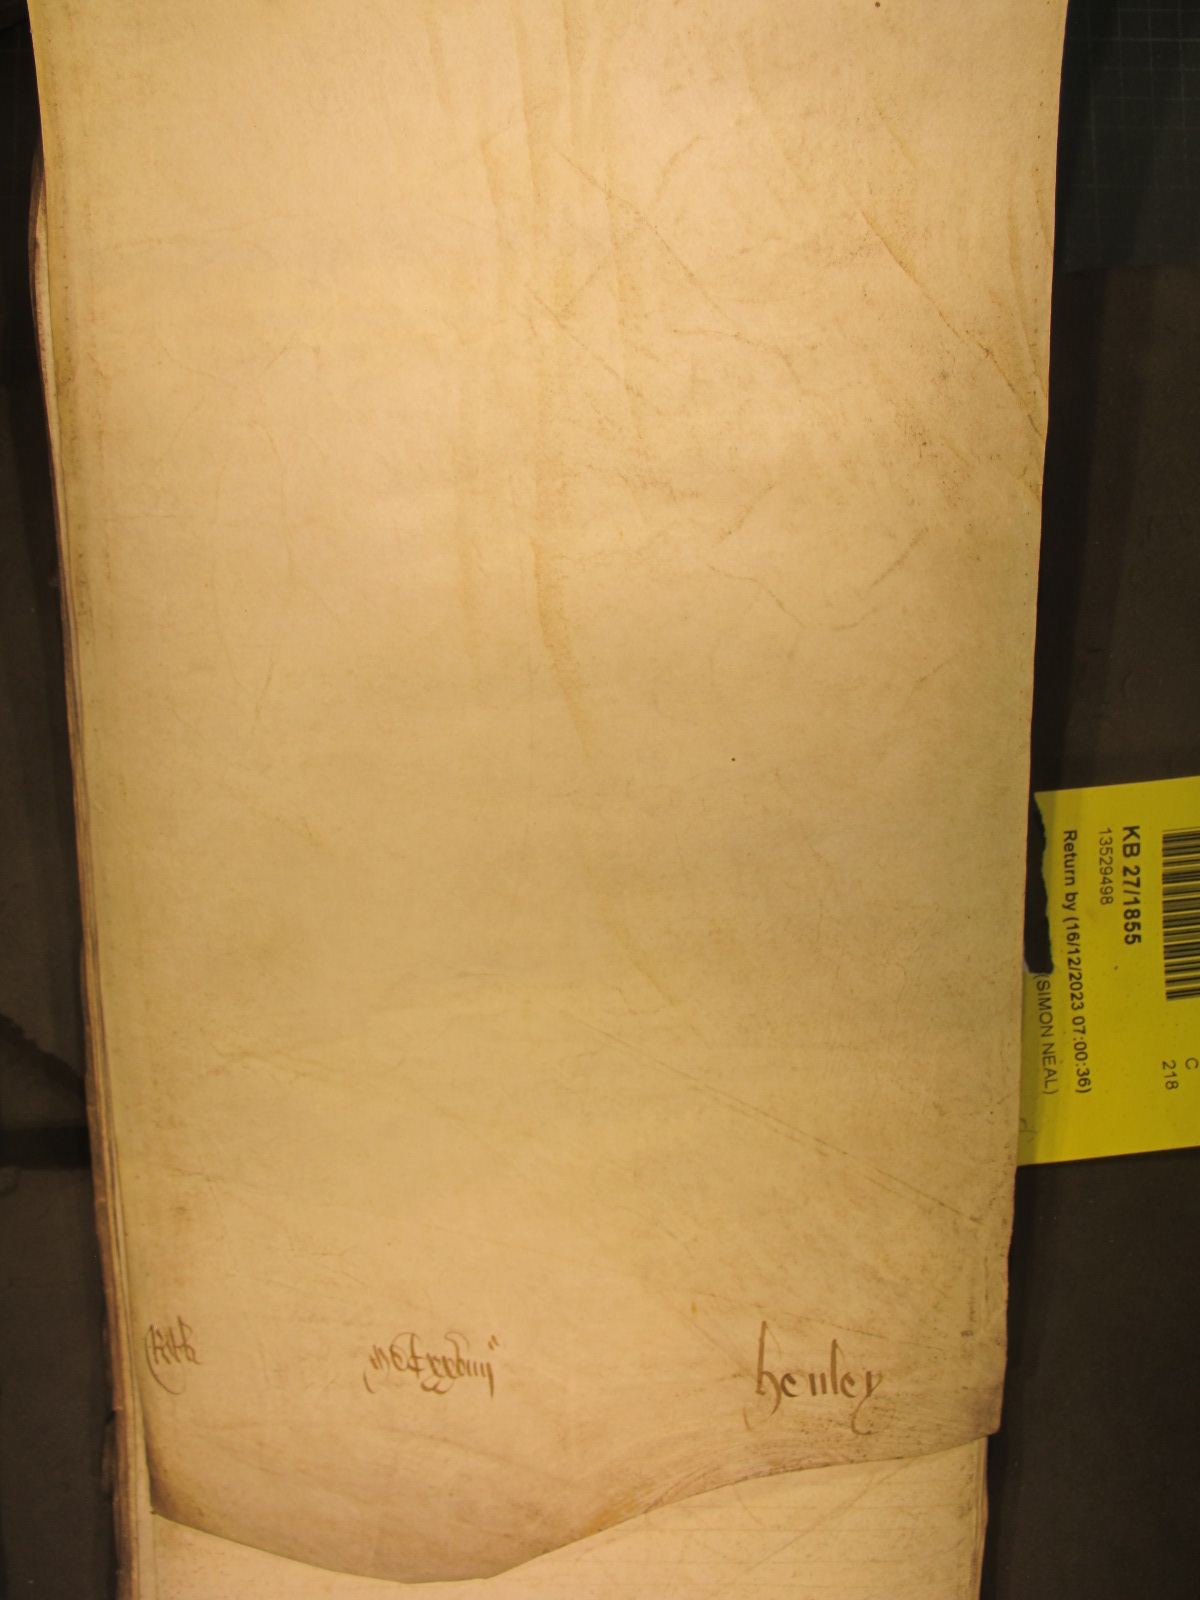 henley
KB 27/1855
13529498
Return by (16/12/2023 07:00:36)
(SIMON NEAL)
C
218